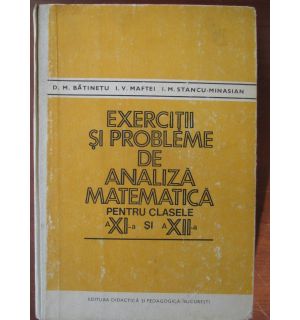 D. M. BĂTINEȚU I. V. MAFTEI I. M. STANCU-MINASIAN
EXERCIȚII
ȘI PROBLEME
DE
ANALIZĂ
MATEMATICĂ
PENTRU CLASELE
A XI-a ȘI A XII-a
EDITURA DIDACTICĂ ȘI PEDAGOGICĂ BUCUREȘTI